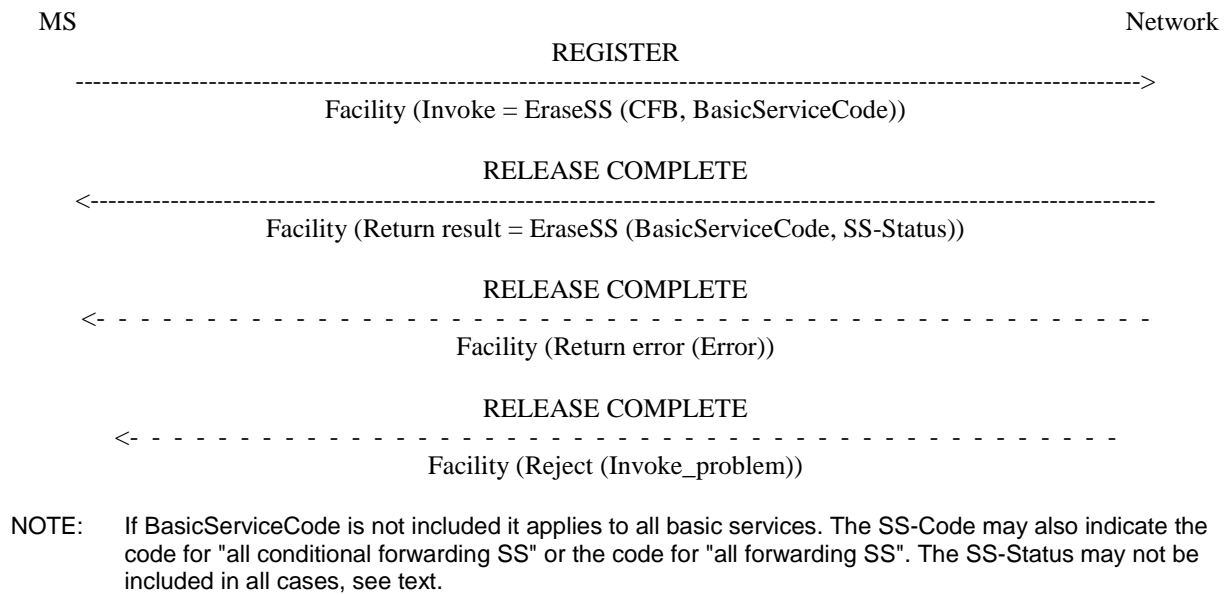 MS Network
REGISTER
------------------------------------------------------------------------------------------------------------------------>
Facility (Invoke = EraseSS (CFB, BasicServiceCode))
RELEASE COMPLETE
<------------------------------------------------------------------------------------------------------------------------
Facility (Return result = EraseSS (BasicServiceCode, SS-Status))
RELEASE COMPLETE
<- - - - - - - - - - - - - - - - - - - - - - - - - - - - - - - - - - - - - - - -
Facility (Return error (Error))
RELEASE COMPLETE
<- - - - - - - - - - - - - - - - - - - - - - - - - - - - - - - - - - - - - -
Facility (Reject (Invoke_problem))
NOTE: If BasicServiceCode is not included it applies to all basic services. The SS-Code may also indicate the
code for "all conditional forwarding SS" or the code for "all forwarding SS". The SS-Status may not be
included in all cases, see text.